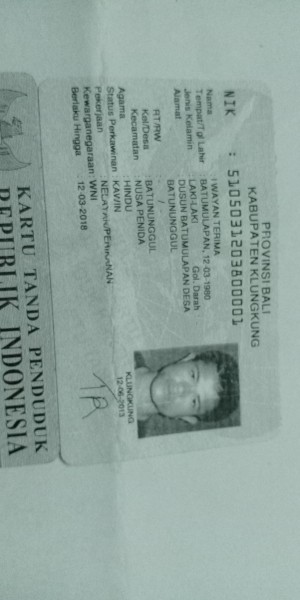 PROVINSI BALI
KABUPATEN KLUNGKUNG
NIK : 5105031203800001
Nama : I WAYAN TERIMA
Tempat/Tgl Lahir : BATUMULAPAN, 12-03-1980
Jenis Kelamin : LAKI-LAKI Gol. Darah
Alamat : DUSUN BATUMULAPAN DESA
BATUNUNGGUL
RT/RW : /
Kel/Desa : BATUNUNGGUL
Kecamatan : NUSA PENIDA
Agama : HINDU
Status Perkawinan : KAWIN
Pekerjaan : NELAYAN/PERIKANAN
Kewarganegaraan: WNI
Berlaku Hingga : 12-03-2018
KLUNGKUNG
12-06-2013
REPUBLIK INDONESIA
KARTU TANDA PENDUDUK